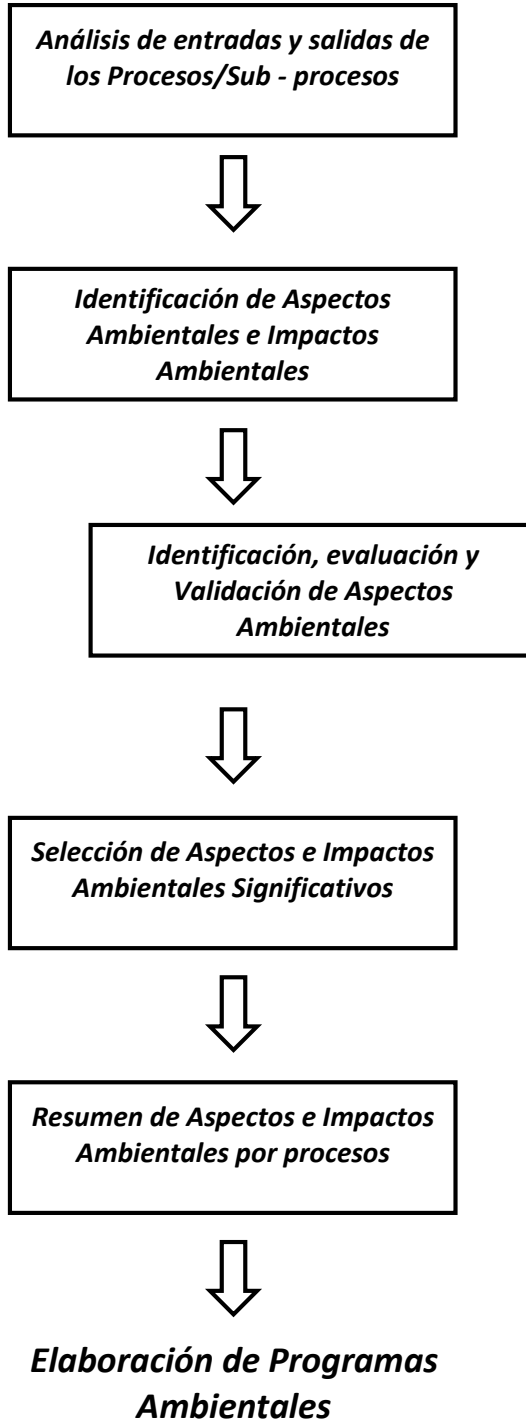 Análisis de entradas y salidas de
los Procesos/Sub - procesos
Identificación de Aspectos
Ambientales e Impactos
Ambientales
Identificación, evaluación y
Validación de Aspectos
Ambientales
Selección de Aspectos e Impactos
Ambientales Significativos
Resumen de Aspectos e Impactos
Ambientales por procesos
Elaboración de Programas
Ambientales